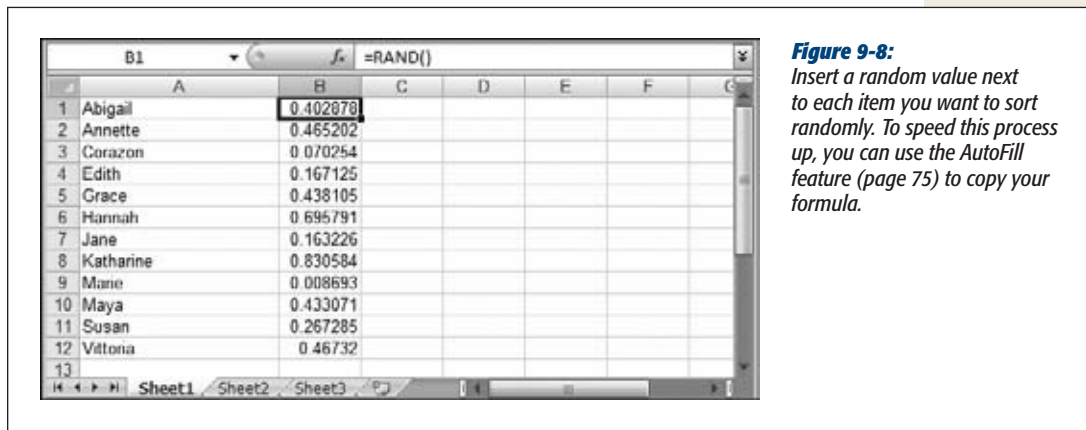 B1 fx =RAND()
A B C D E F G
1 Abigail 0.402878
2 Annette 0.465202
3 Corazon 0.070254
4 Edith 0.167125
5 Grace 0.438105
6 Hannah 0.695791
7 Jane 0.163226
8 Katharine 0.830584
9 Marie 0.008693
10 Maya 0.433071
11 Susan 0.267285
12 Vittoria 0.46732
13
Sheet1 Sheet2 Sheet3
Figure 9-8:
Insert a random value next
to each item you want to sort
randomly. To speed this process
up, you can use the AutoFill
feature (page 75) to copy your
formula.